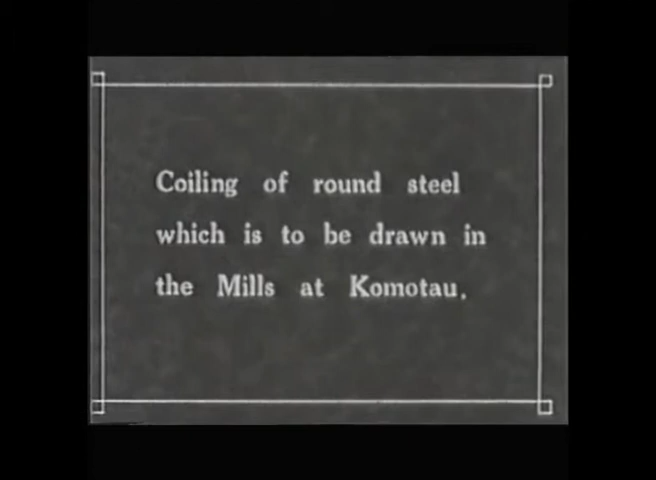 Coiling of round steel
which is to be drawn in
the Mills at Komotau.